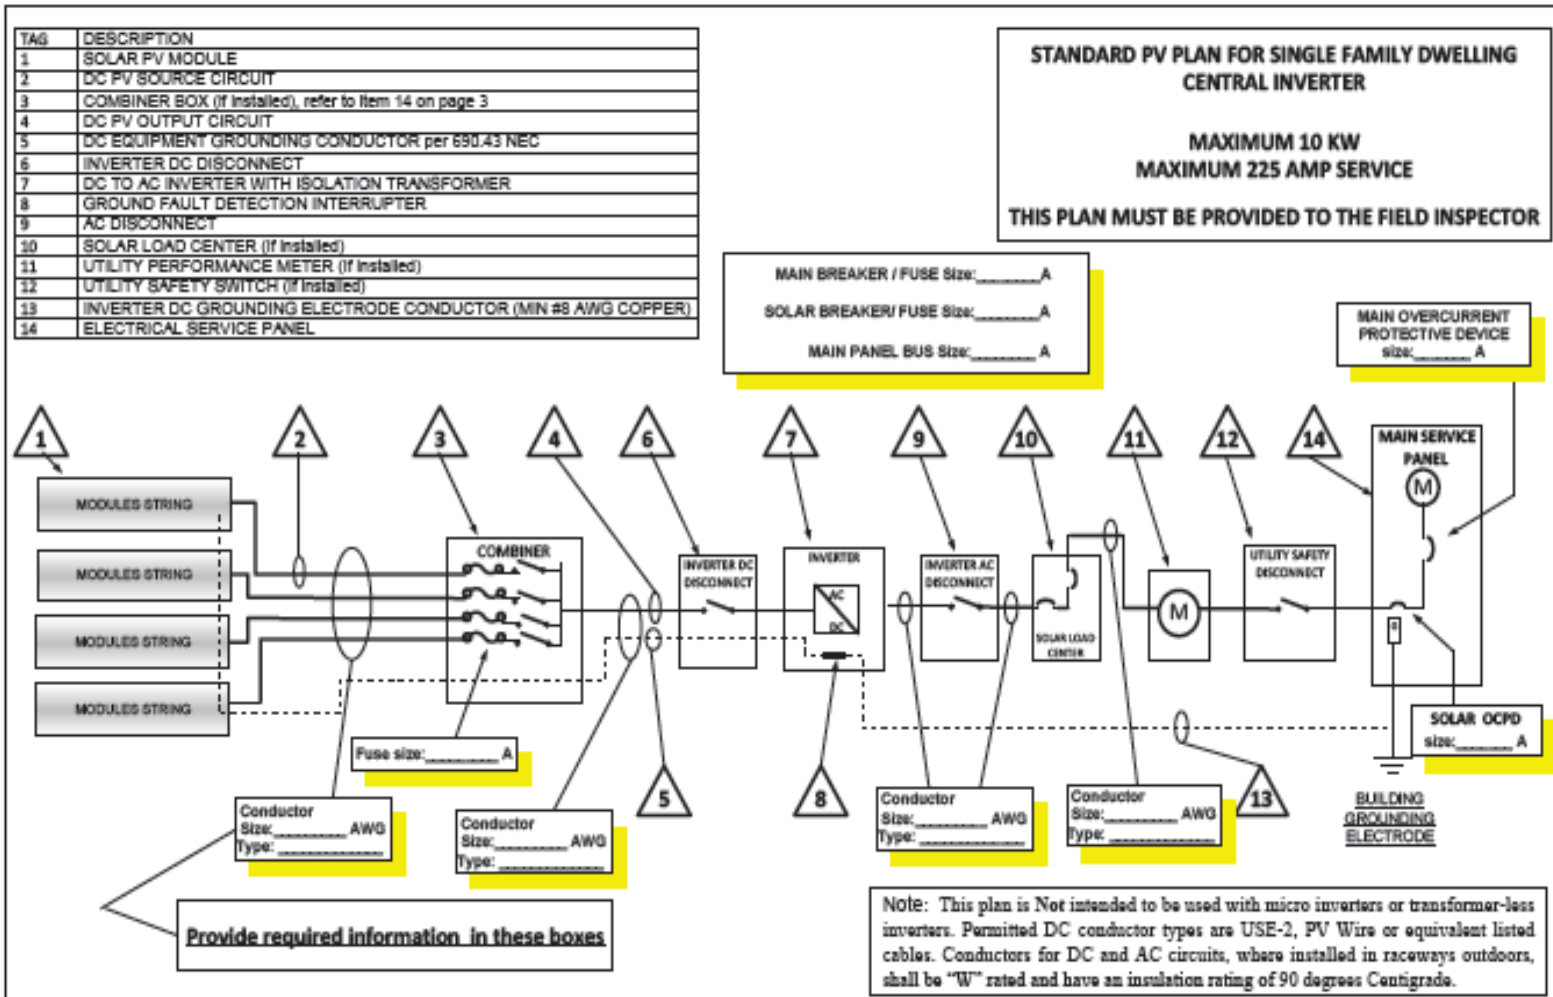 TAG DESCRIPTION
1 SOLAR PV MODULE
2 DC PV SOURCE CIRCUIT
3 COMBINER BOX (if installed), refer to Item 14 on page 3
4 DC PV OUTPUT CIRCUIT
5 DC EQUIPMENT GROUNDING CONDUCTOR per 690.43 NEC
6 INVERTER DC DISCONNECT
7 DC TO AC INVERTER WITH ISOLATION TRANSFORMER
8 GROUND FAULT DETECTION INTERRUPTER
9 AC DISCONNECT
10 SOLAR LOAD CENTER (if installed)
11 UTILITY PERFORMANCE METER (if installed)
12 UTILITY SAFETY SWITCH (if installed)
13 INVERTER DC GROUNDING ELECTRODE CONDUCTOR (MIN #8 AWG COPPER)
14 ELECTRICAL SERVICE PANEL
STANDARD PV PLAN FOR SINGLE FAMILY DWELLING
CENTRAL INVERTER
MAXIMUM 10 KW
MAXIMUM 225 AMP SERVICE
THIS PLAN MUST BE PROVIDED TO THE FIELD INSPECTOR
MAIN BREAKER / FUSE Size:_______A
SOLAR BREAKER/ FUSE Size:_______A
MAIN PANEL BUS Size:_______ A
MAIN OVERCURRENT
PROTECTIVE DEVICE
size:______ A
1
2
3
4
6
7
9
10
11
12
14
MAIN SERVICE
PANEL
M
MODULES STRING
MODULES STRING
MODULES STRING
MODULES STRING
COMBINER
INVERTER DC
DISCONNECT
INVERTER
AC
DC
INVERTER AC
DISCONNECT
SOLAR LOAD
CENTER
M
UTILITY SAFETY
DISCONNECT
SOLAR OCPD
size:______ A
Fuse size:________ A
5
8
13
BUILDING
GROUNDING
ELECTRODE
Conductor
Size:________ AWG
Type: ____________
Conductor
Size:________ AWG
Type: ____________
Conductor
Size:________ AWG
Type: ____________
Conductor
Size:________ AWG
Type: ____________
Provide required information in these boxes
Note: This plan is Not intended to be used with micro inverters or transformer-less
inverters. Permitted DC conductor types are USE-2, PV Wire or equivalent listed
cables. Conductors for DC and AC circuits, where installed in raceways outdoors,
shall be “W” rated and have an insulation rating of 90 degrees Centigrade.